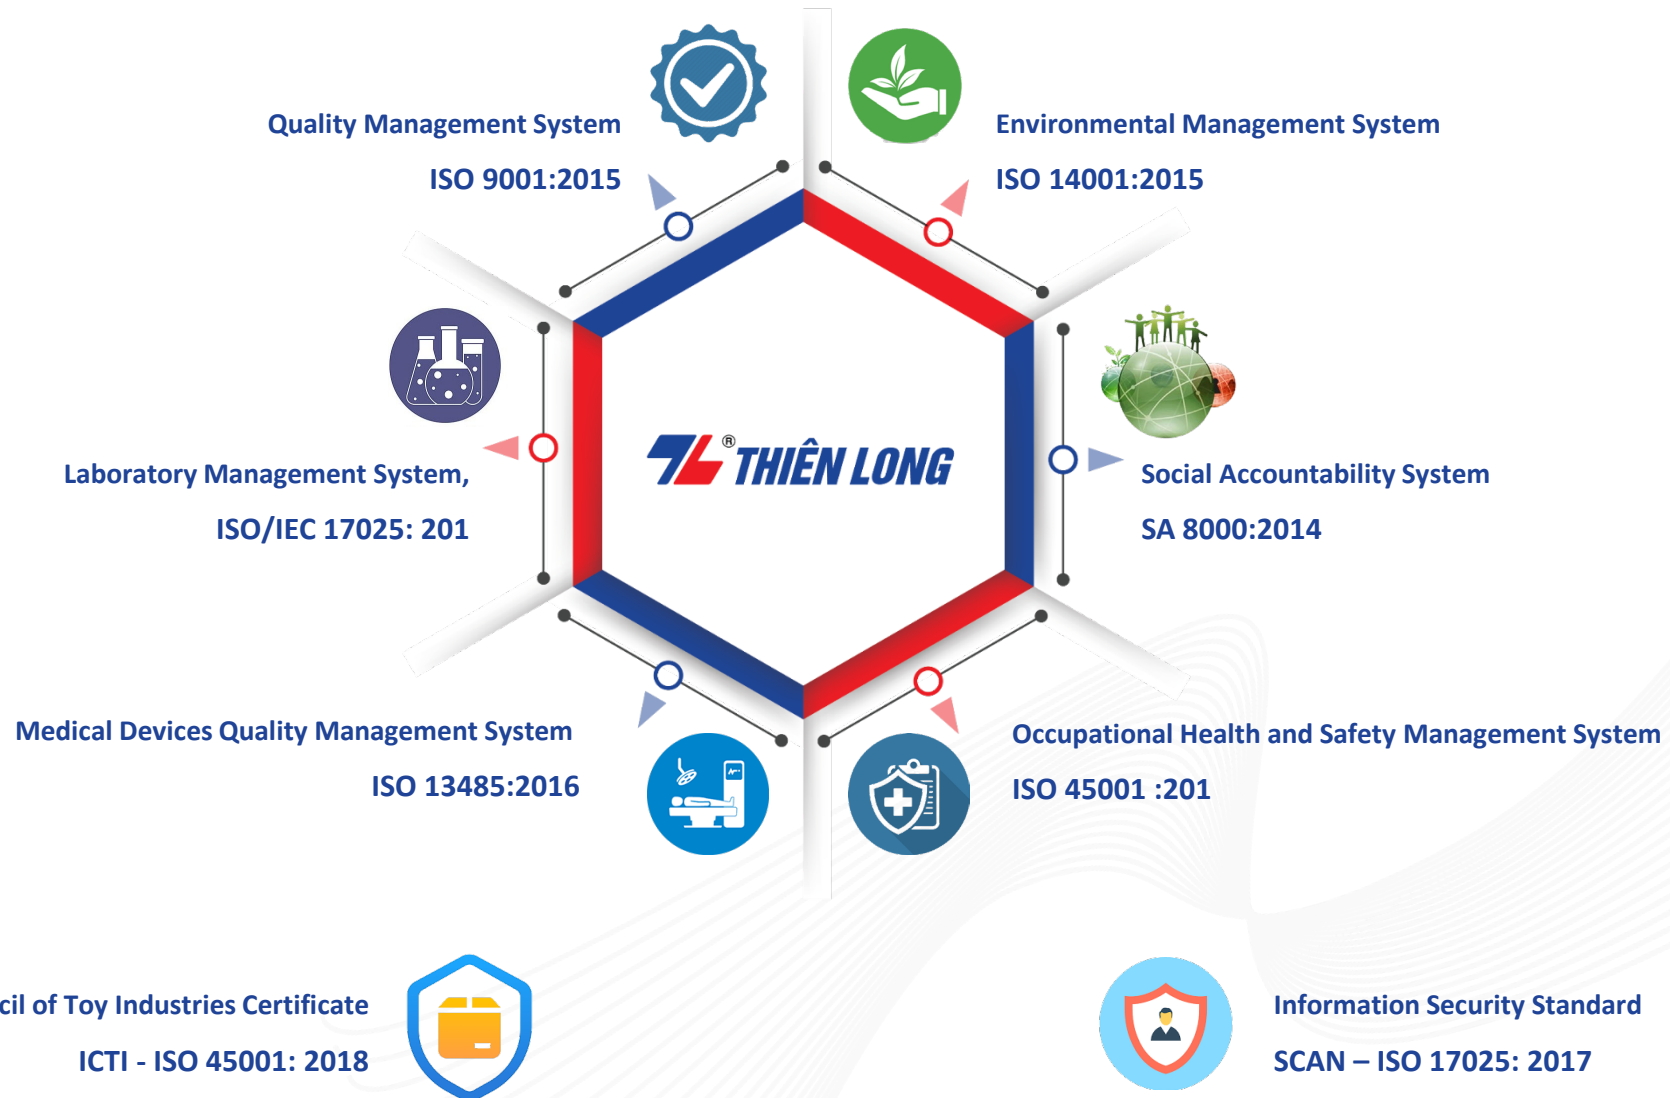 Quality Management System
ISO 9001:2015
Environmental Management System
ISO 14001:2015
Laboratory Management System,
ISO/IEC 17025: 201
® THIÊN LONG
Social Accountability System
SA 8000:2014
Medical Devices Quality Management System
ISO 13485:2016
Occupational Health and Safety Management System
ISO 45001 :201
of Toy Industries Certificate
ICTI - ISO 45001: 2018
Information Security Standard
SCAN – ISO 17025: 2017